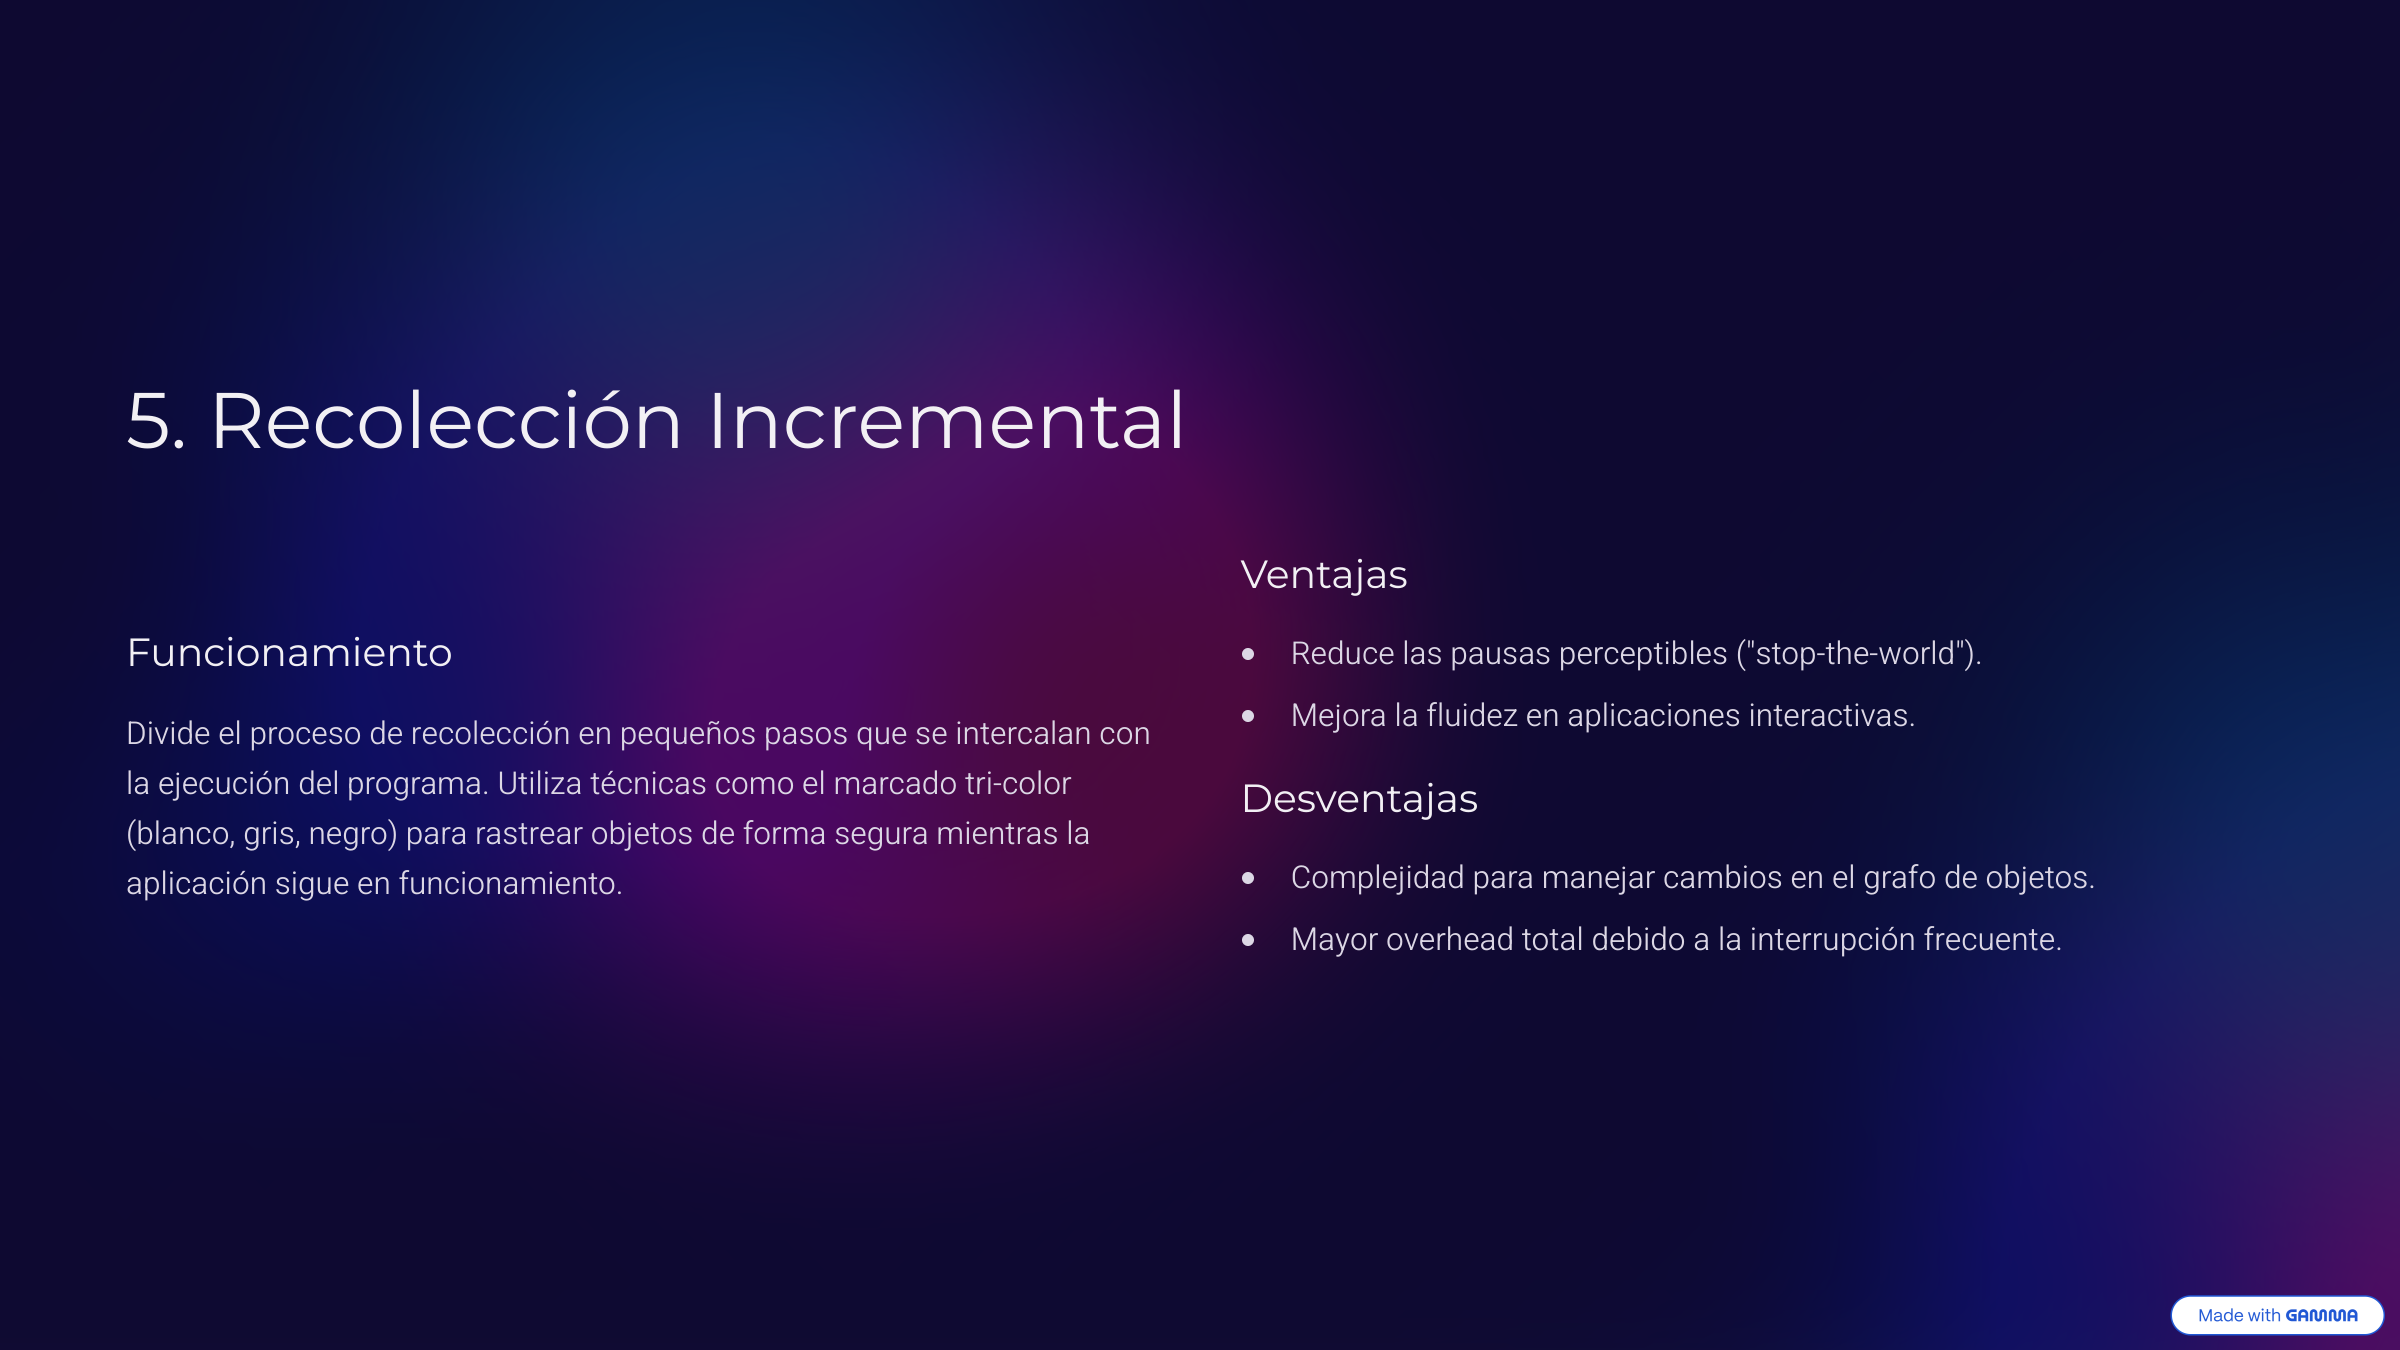 5. Recolección Incremental
Funcionamiento
Divide el proceso de recolección en pequeños pasos que se intercalan con
la ejecución del programa. Utiliza técnicas como el marcado tri-color
(blanco, gris, negro) para rastrear objetos de forma segura mientras la
aplicación sigue en funcionamiento.
Ventajas
• Reduce las pausas perceptibles ("stop-the-world").
• Mejora la fluidez en aplicaciones interactivas.
Desventajas
• Complejidad para manejar cambios en el grafo de objetos.
• Mayor overhead total debido a la interrupción frecuente.
Made with GAMMA